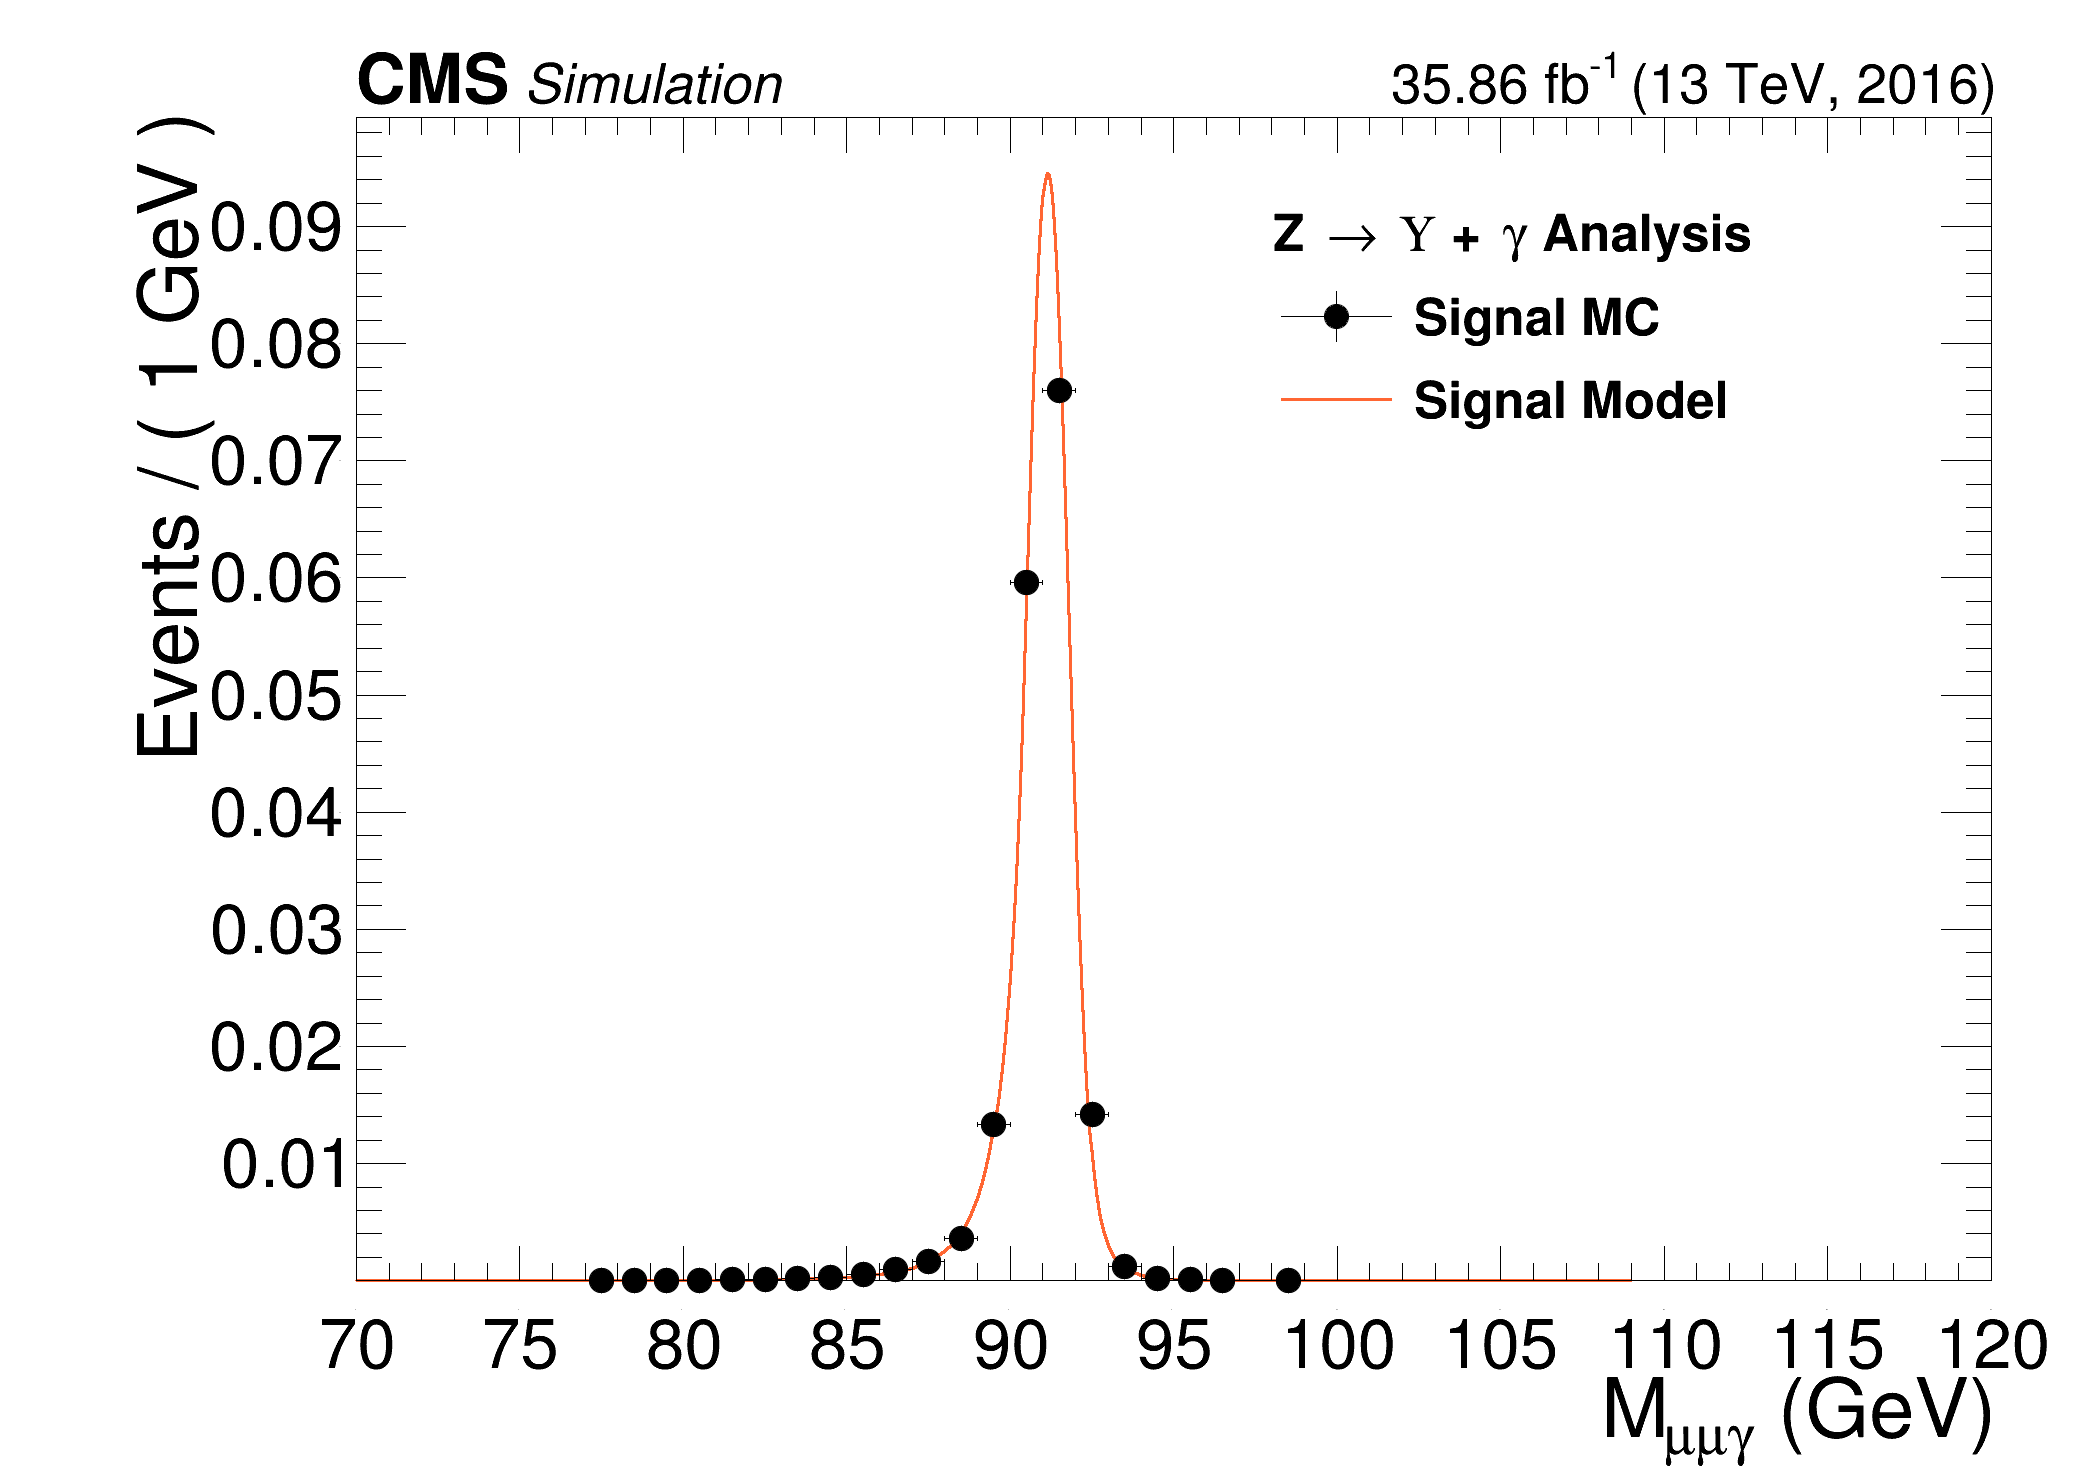 CMS Simulation
35.86 fb⁻¹ (13 TeV, 2016)
Events / ( 1 GeV )
Z → ϒ + γ Analysis
Signal MC
Signal Model
0.09
0.08
0.07
0.06
0.05
0.04
0.03
0.02
0.01
70 75 80 85 90 95 100 105 110 115 120
Mμμγ (GeV)